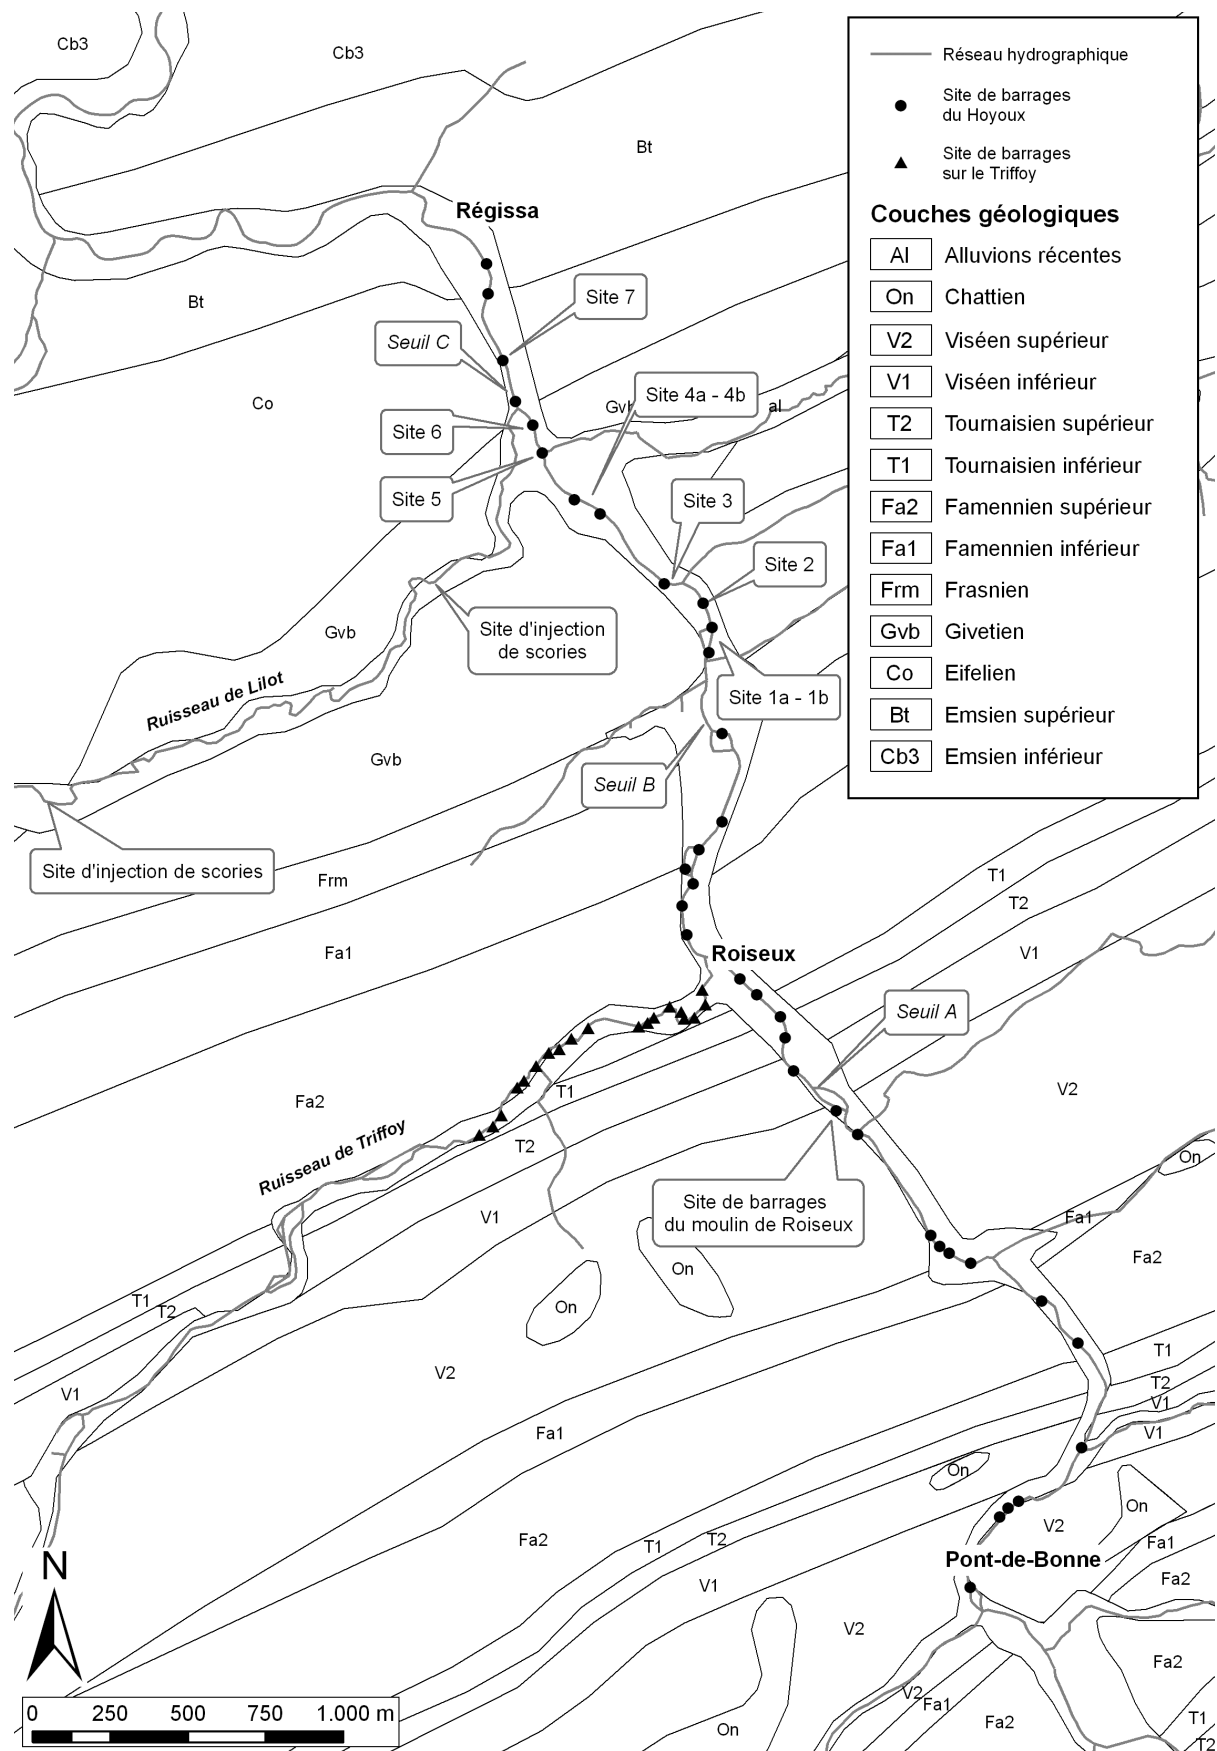 Cb3
Cb3
Bt
Régissa
Bt
Site 7
Seuil C
Co
Site 4a - 4b
al
Site 6
Site 5
Site 3
Site 2
Site d'injection
de scories
Gvb
Ruisseau de Lilot
Site 1a - 1b
Gvb
Seuil B
Site d'injection de scories
Frm
Fa1
T1
T2
V1
Roiseux
Seuil A
Fa2
T1
V2
Ruisseau de Triffoy
T2
On
Site de barrages
du moulin de Roiseux
V1
Fa1
Fa2
On
On
T1
T2
T1
V2
T2
V1
V1
V1
Fa1
On
On
V2
Fa2
T1
T2
Fa1
Pont-de-Bonne
Fa2
V1
V2
Fa2
V2
Fa1
Fa2
On
T1
T2
N
0 250 500 750 1.000 m
Réseau hydrographique
Site de barrages
du Hoyoux
Site de barrages
sur le Triffoy
Couches géologiques
Al Alluvions récentes
On Chattien
V2 Viséen supérieur
V1 Viséen inférieur
T2 Tournaisien supérieur
T1 Tournaisien inférieur
Fa2 Famennien supérieur
Fa1 Famennien inférieur
Frm Frasnien
Gvb Givetien
Co Eifelien
Bt Emsien supérieur
Cb3 Emsien inférieur